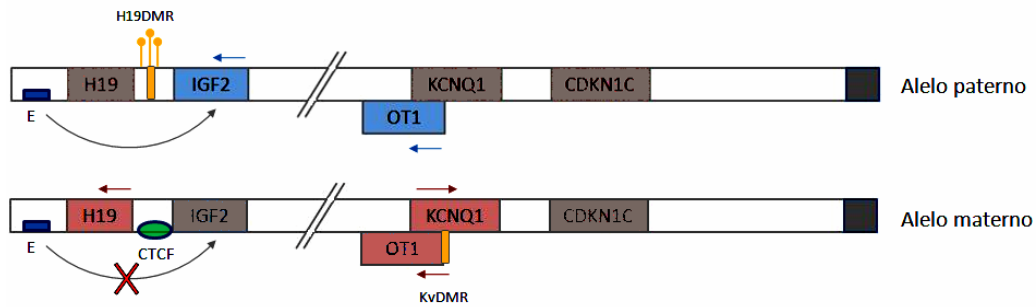 H19DMR
H19 IGF2 KCNQ1 CDKN1C Alelo paterno
E OT1
H19 IGF2 KCNQ1 CDKN1C Alelo materno
E CTCF OT1
KvDMR